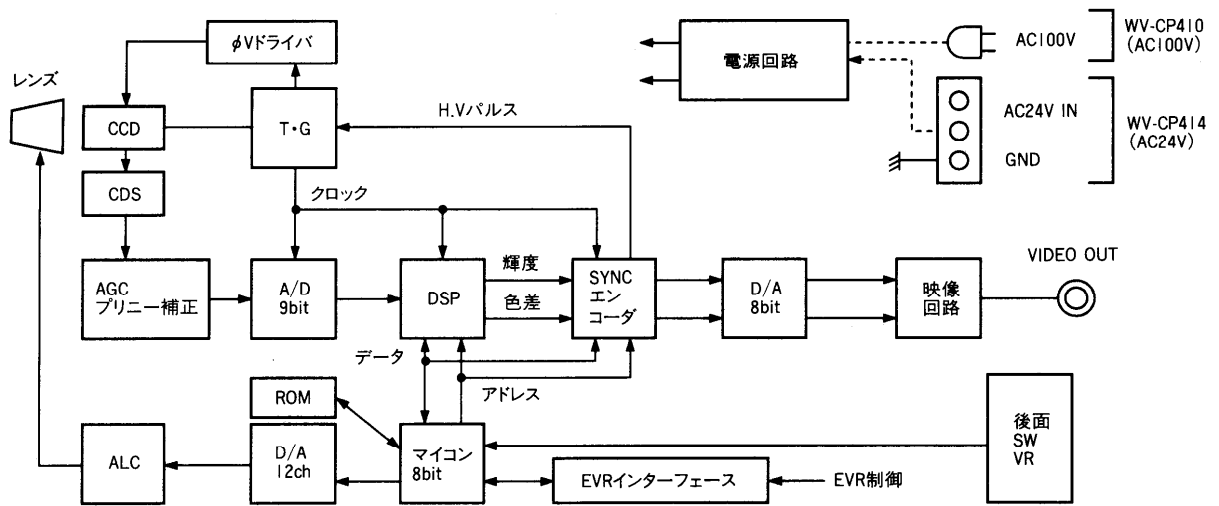 φVドライバ
レンズ
CCD
T・G
H.Vパルス
CDS
クロック
AGC
プリニー補正
A/D
9bit
DSP
輝度
色差
SYNC
エン
コーダ
D/A
8bit
映像
回路
VIDEO OUT
電源回路
AC100V
WV-CP410
(AC100V)
AC24V IN
GND
WV-CP414
(AC24V)
データ
アドレス
ROM
ALC
D/A
12ch
マイコン
8bit
EVRインターフェース
EVR制御
後面
SW
VR